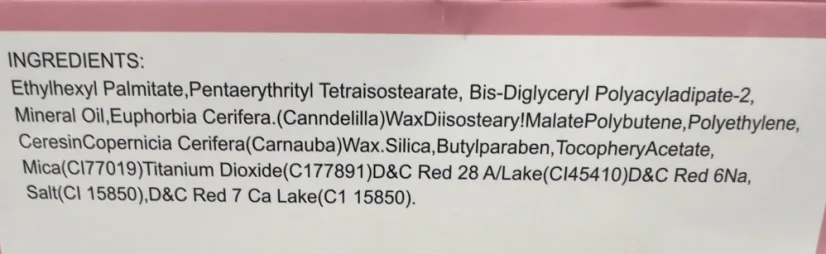 INGREDIENTS:
Ethylhexyl Palmitate,Pentaerythrityl Tetraisostearate, Bis-Diglyceryl Polyacyladipate-2,
Mineral Oil,Euphorbia Cerifera.(Canndelilla)WaxDiisosteary!MalatePolybutene,Polyethylene,
CeresinCopernicia Cerifera(Carnauba)Wax.Silica,Butylparaben,TocopheryAcetate,
Mica(CI77019)Titanium Dioxide(C177891)D&C Red 28 A/Lake(CI45410)D&C Red 6Na,
Salt(CI 15850),D&C Red 7 Ca Lake(C1 15850).